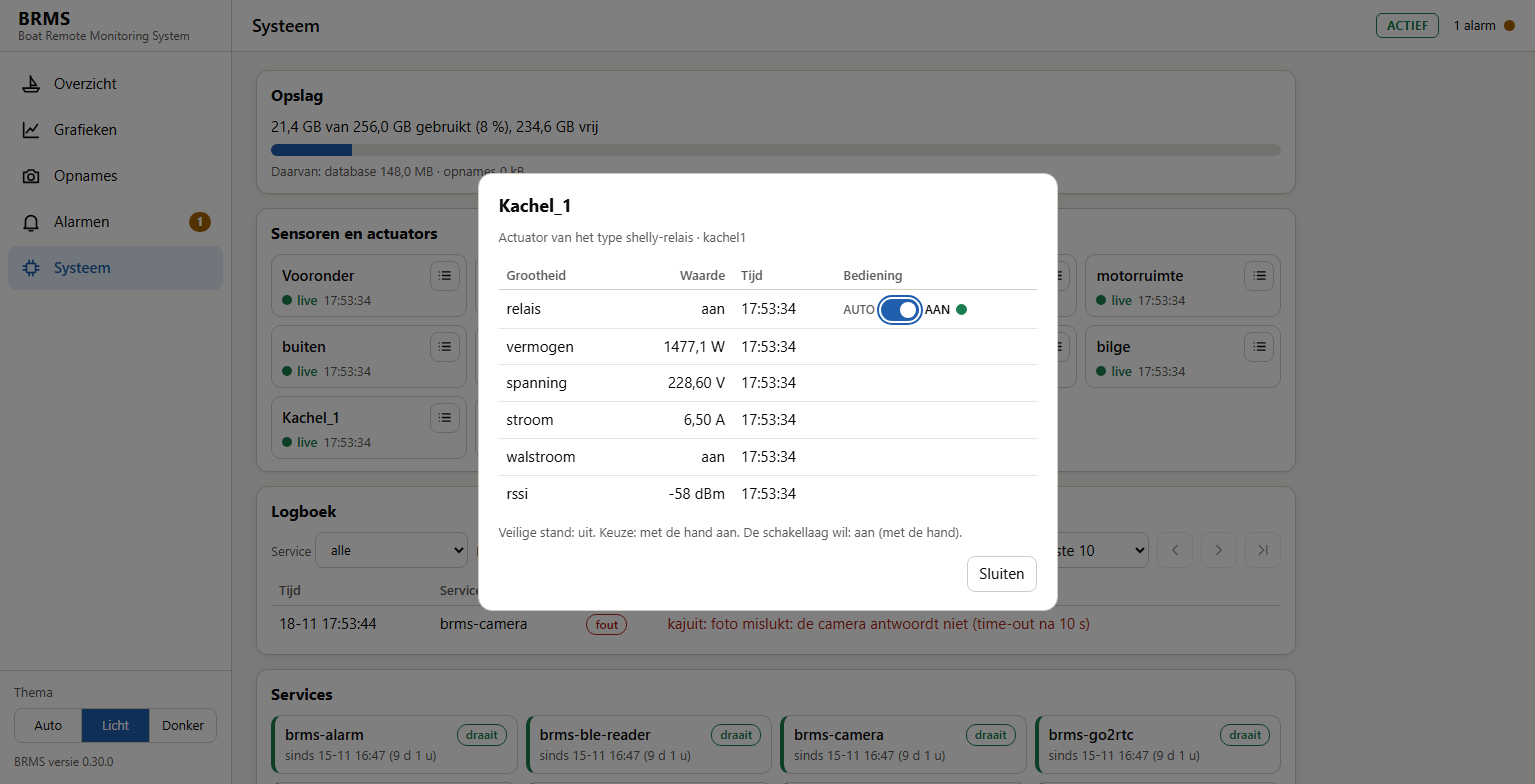 BRMS
Boat Remote Monitoring System
Systeem
ACTIEF
1 alarm
Overzicht
Grafieken
Opnames
Alarmen
1
Systeem
Opslag
21,4 GB van 256,0 GB gebruikt (8 %), 234,6 GB vrij
Daarvan: database 148,0 MB · opnames 0 kB
Sensoren en actuators
Vooronder
live 17:53:34
motorruimte
live 17:53:34
buiten
live 17:53:34
bilge
live 17:53:34
Kachel_1
live 17:53:34
Kachel_1
Actuator van het type shelly-relais · kachel1
Grootheid Waarde Tijd Bediening
relais aan 17:53:34 AUTO AAN
vermogen 1477,1 W 17:53:34
spanning 228,60 V 17:53:34
stroom 6,50 A 17:53:34
walstroom aan 17:53:34
rssi -58 dBm 17:53:34
Veilige stand: uit. Keuze: met de hand aan. De schakellaag wil: aan (met de hand).
Sluiten
Logboek
Service alle 10
Tijd Service
18-11 17:53:44 brms-camera fout kajuit: foto mislukt: de camera antwoordt niet (time-out na 10 s)
Services
brms-alarm draait
sinds 15-11 16:47 (9 d 1 u)
brms-ble-reader draait
sinds 15-11 16:47 (9 d 1 u)
brms-camera draait
sinds 15-11 16:47 (9 d 1 u)
brms-go2rtc draait
sinds 15-11 16:47 (9 d 1 u)
Thema
Auto Licht Donker
BRMS versie 0.30.0